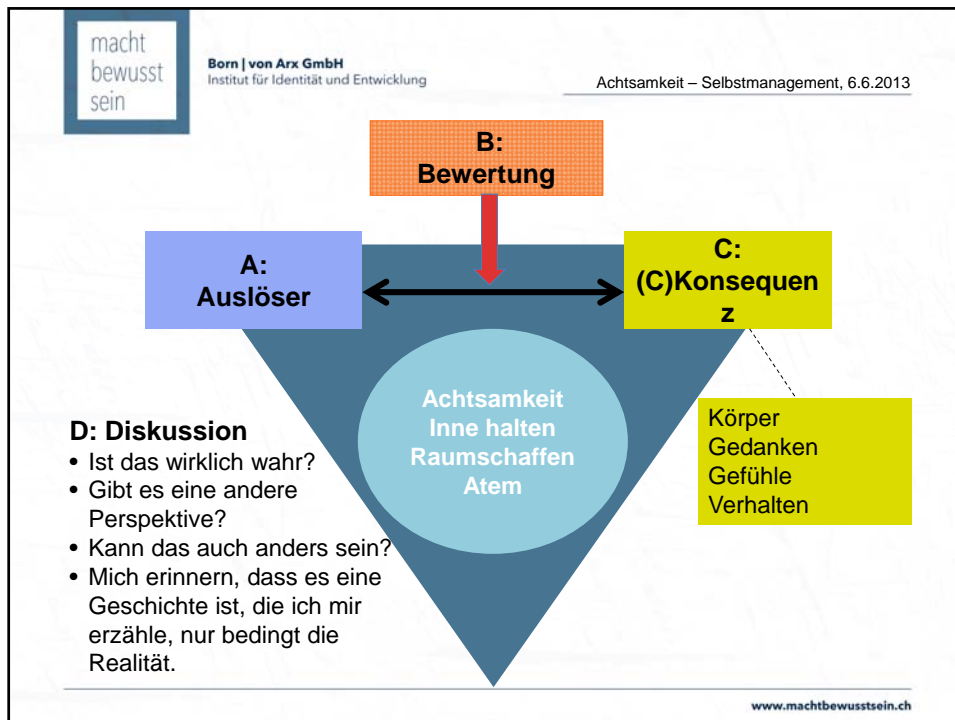 macht
bewusst
sein
Born | von Arx GmbH
Institut für Identität und Entwicklung
Achtsamkeit – Selbstmanagement, 6.6.2013
B:
Bewertung
A:
Auslöser
C:
(C)Konsequen
z
Achtsamkeit
Inne halten
Raumschaffen
Atem
Körper
Gedanken
Gefühle
Verhalten
D: Diskussion
• Ist das wirklich wahr?
• Gibt es eine andere
Perspektive?
• Kann das auch anders sein?
• Mich erinnern, dass es eine
Geschichte ist, die ich mir
erzähle, nur bedingt die
Realität.
www.machtbewusstsein.ch